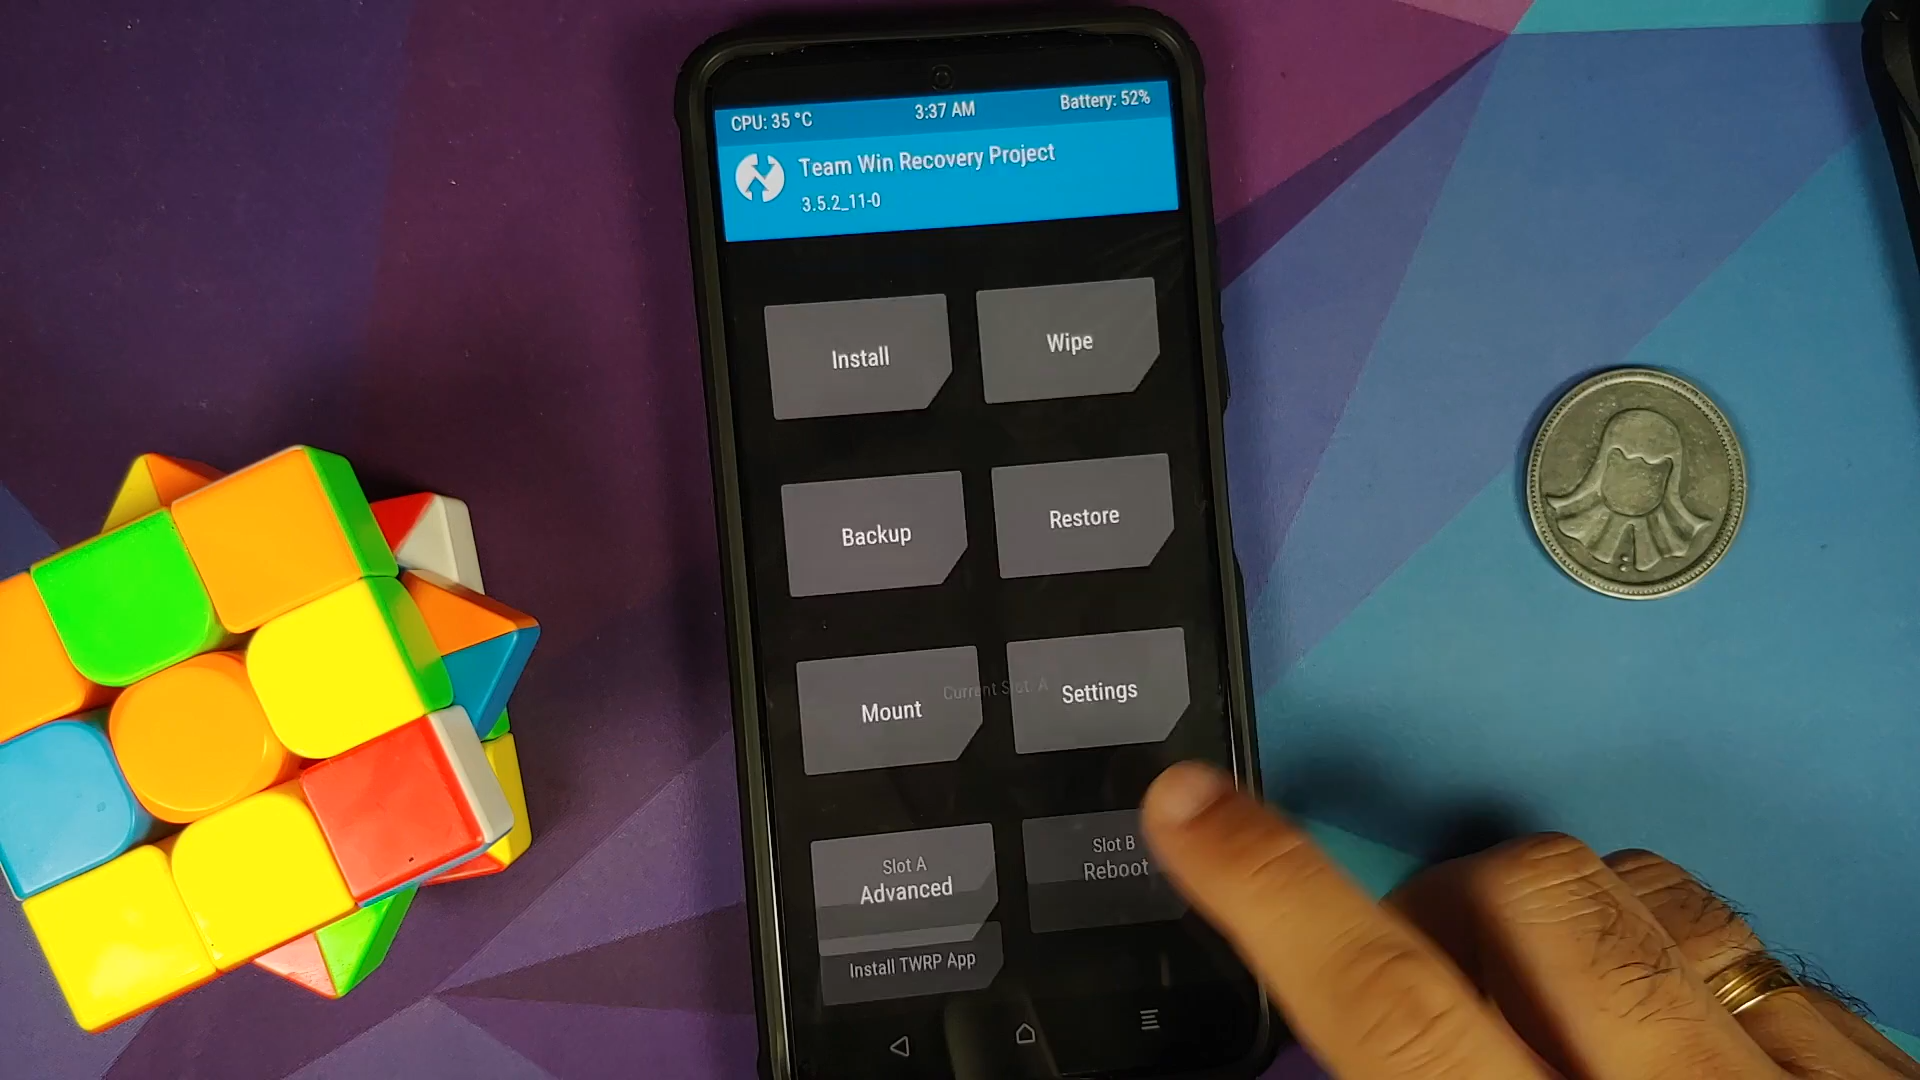 CPU: 35 °C 3:37 AM Battery: 52%
Team Win Recovery Project
3.5.2_11-0
Install Wipe
Backup Restore
Current Slot: A
Mount Settings
Slot A Slot B
Advanced Reboot
Install TWRP App